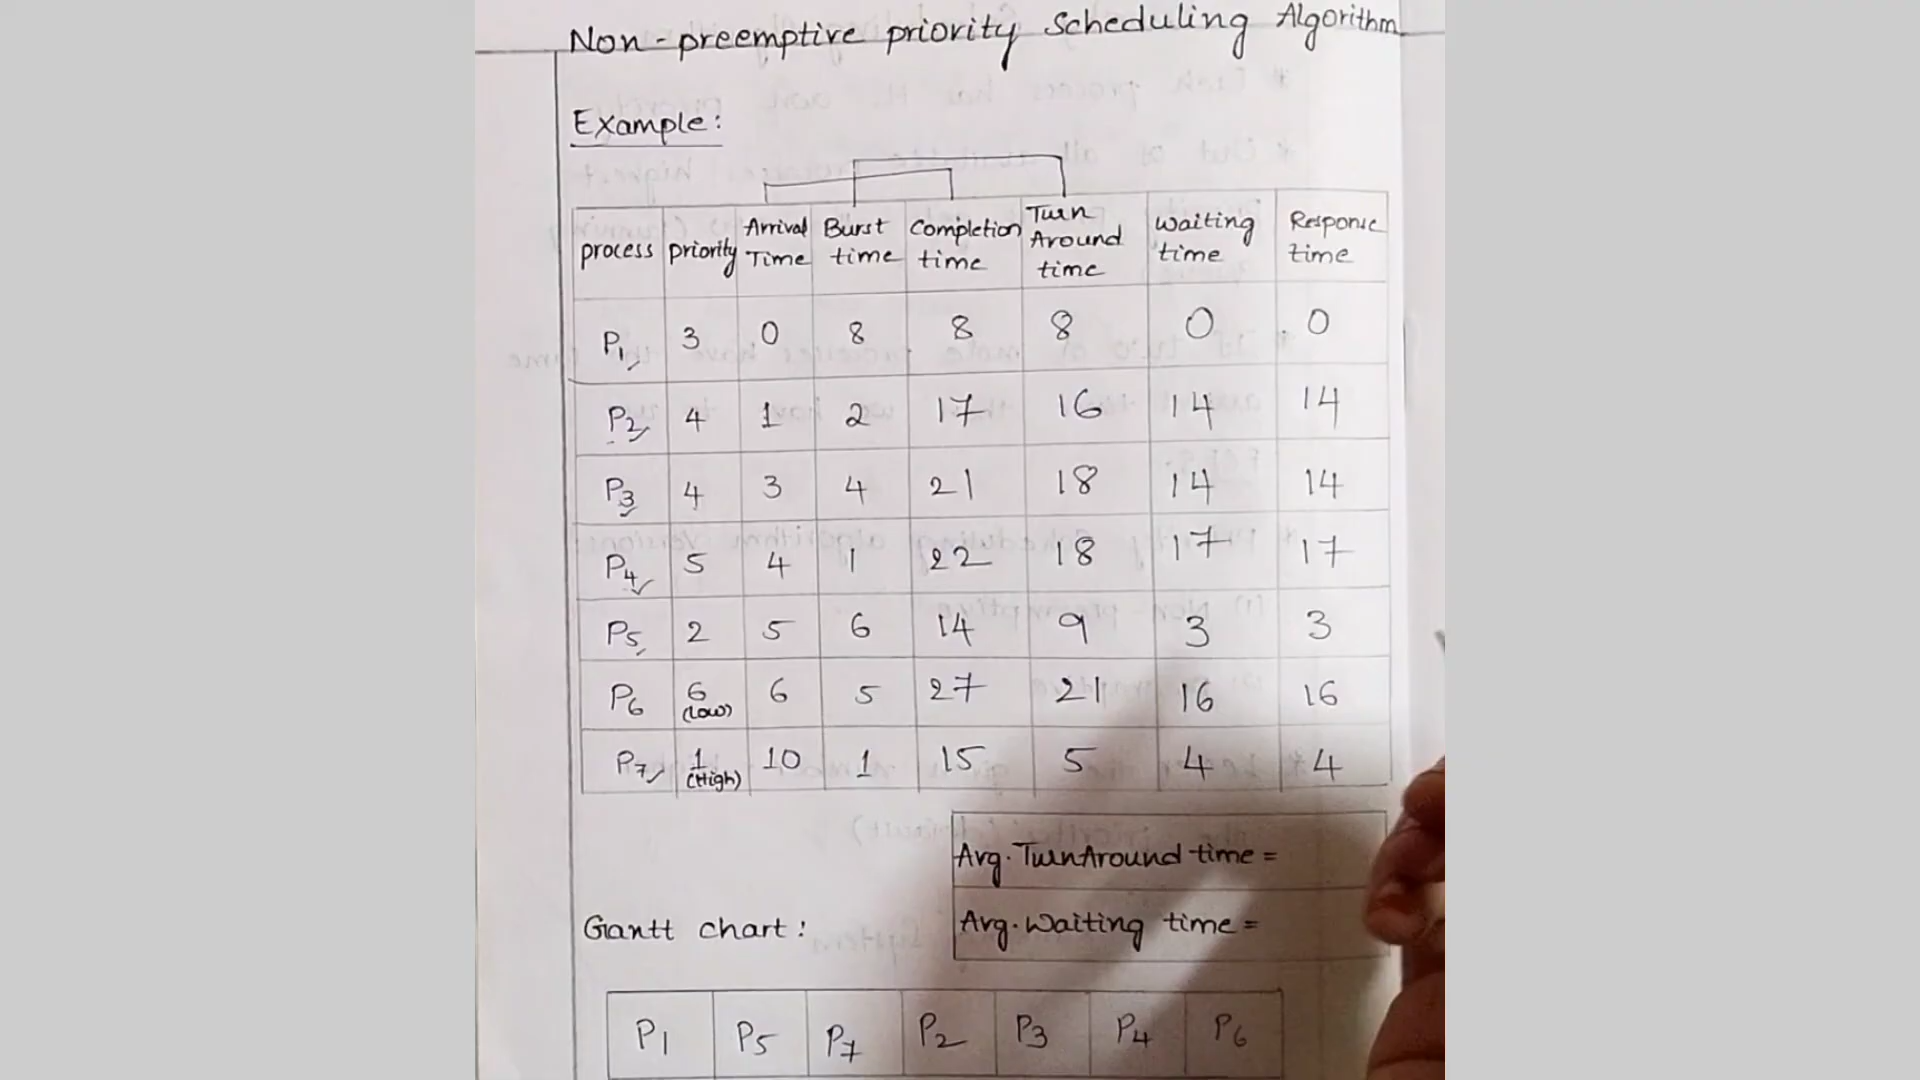 Non-preemptive priority Scheduling Algorithm
Example:
process priority Arrival Time Burst time Completion time Turn Around time Waiting time Response time
P1 3 0 8 8 8 0 0
P2 4 1 2 17 16 14 14
P3 4 3 4 21 18 14 14
P4 5 4 1 22 18 17 17
P5 2 5 6 14 9 3 3
P6 6 (Low) 6 5 27 21 16 16
P7 1 (High) 10 1 15 5 4 4
Avg. TurnAround time =
Avg. Waiting time =
Gantt chart:
P1 P5 P7 P2 P3 P4 P6